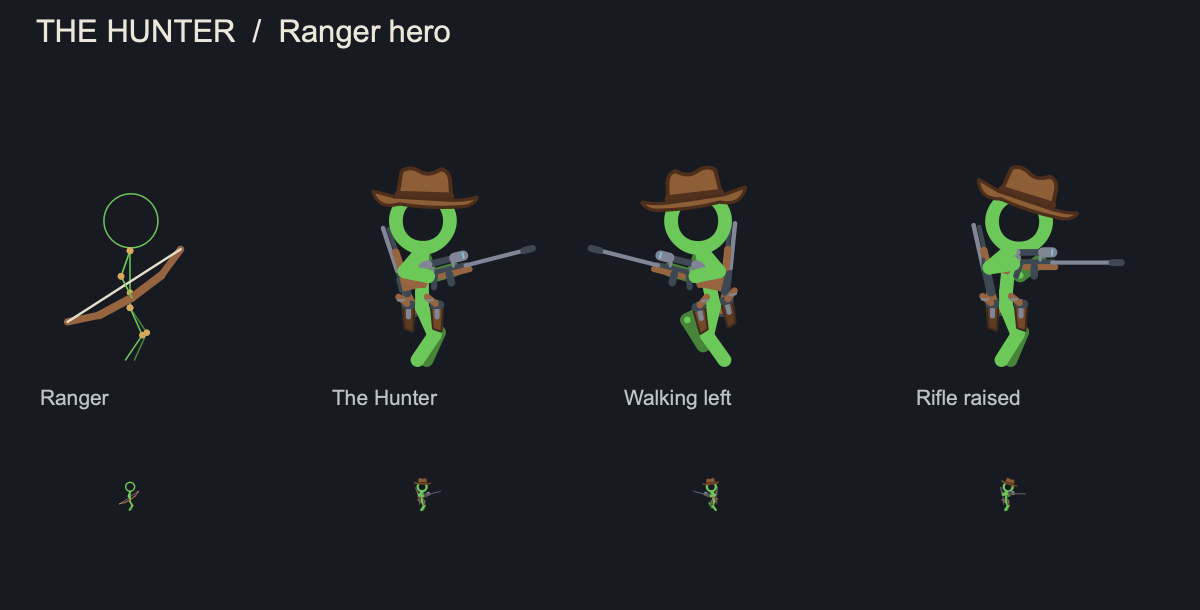 THE HUNTER / Ranger hero
Ranger
The Hunter
Walking left
Rifle raised